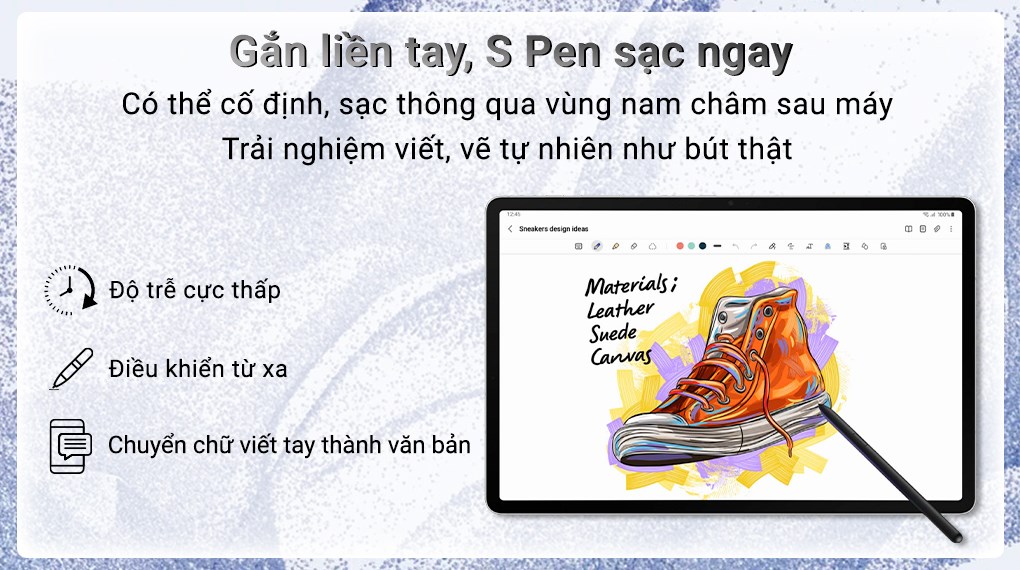 Gắn liền tay, S Pen sạc ngay
Có thể cố định, sạc thông qua vùng nam châm sau máy
Trải nghiệm viết, vẽ tự nhiên như bút thật
Độ trễ cực thấp
Điều khiển từ xa
Chuyển chữ viết tay thành văn bản
12:45
100%
Sneakers design ideas
Materials;
Leather
Suede
Canvas